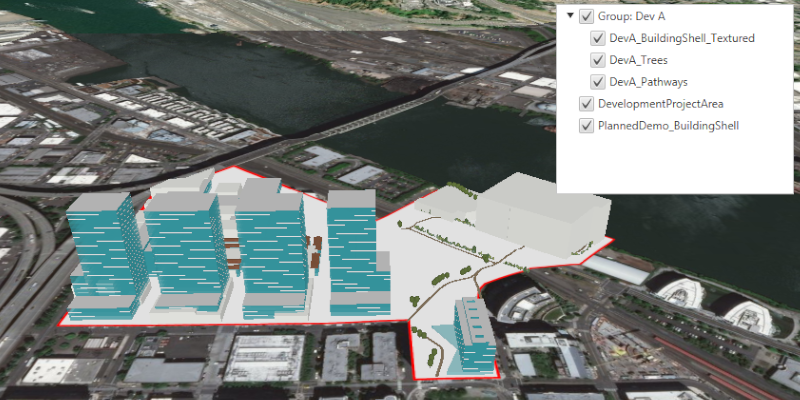 Group: Dev A
DevA_BuildingShell_Textured
DevA_Trees
DevA_Pathways
DevelopmentProjectArea
PlannedDemo_BuildingShell